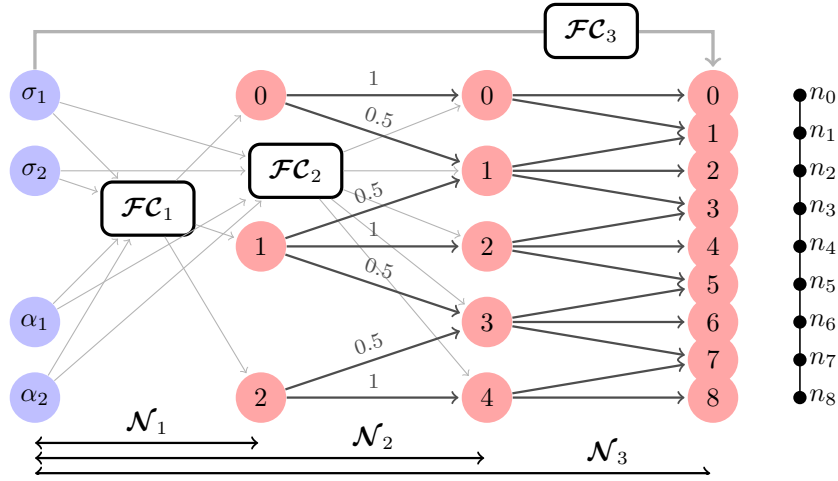 𝓕𝓒₃
σ₁ 0 1 0 0 n₀
0.5 1 n₁
σ₂ 𝓕𝓒₂ 1 2 n₂
𝓕𝓒₁ 0.5 3 n₃
1 1 2 4 n₄
0.5 5 n₅
α₁ 3 6 n₆
0.5 7 n₇
α₂ 2 1 4 8 n₈
𝓝₁
𝓝₂
𝓝₃